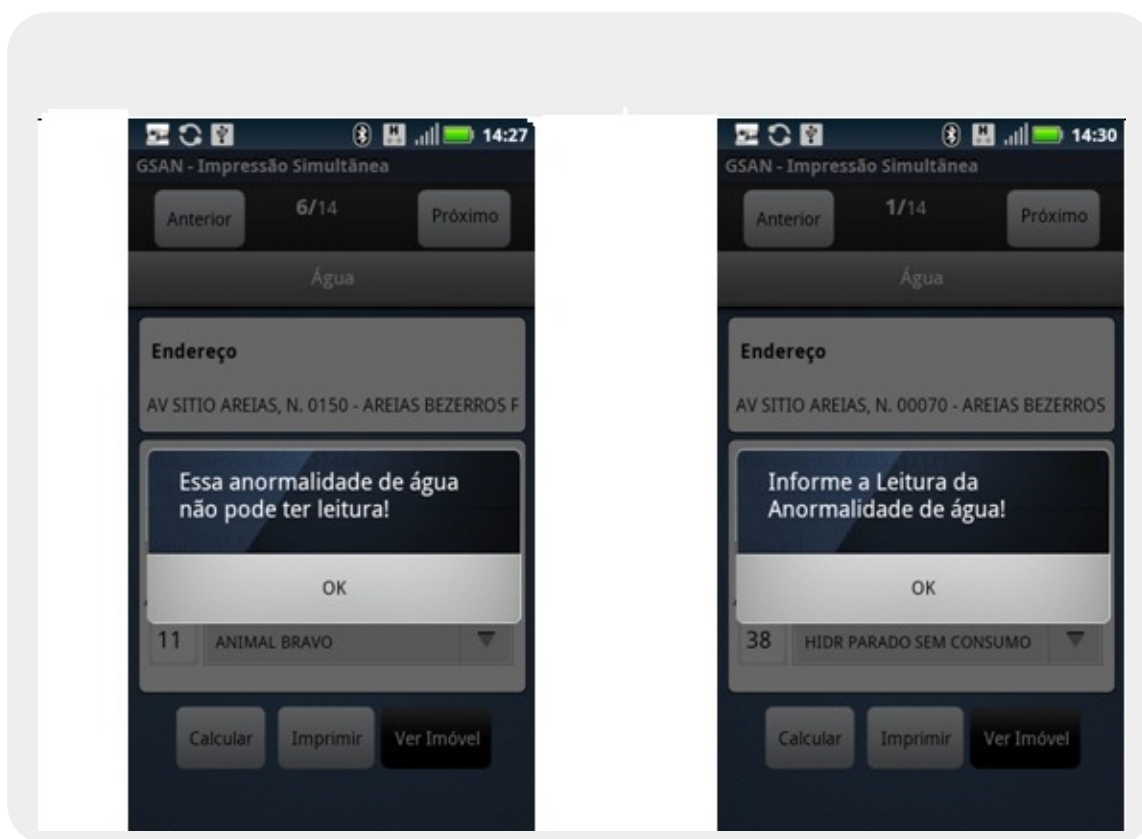 14:27
GSAN - Impressão Simultânea
Anterior
6/14
Próximo
Água
Endereço
AV SITIO AREIAS, N. 0150 - AREIAS BEZERROS F
Essa anormalidade de água
não pode ter leitura!
OK
11 ANIMAL BRAVO
Calcular
Imprimir
Ver Imóvel
14:30
GSAN - Impressão Simultânea
Anterior
1/14
Próximo
Água
Endereço
AV SITIO AREIAS, N. 00070 - AREIAS BEZERROS
Informe a Leitura da
Anormalidade de água!
OK
38 HIDR PARADO SEM CONSUMO
Calcular
Imprimir
Ver Imóvel